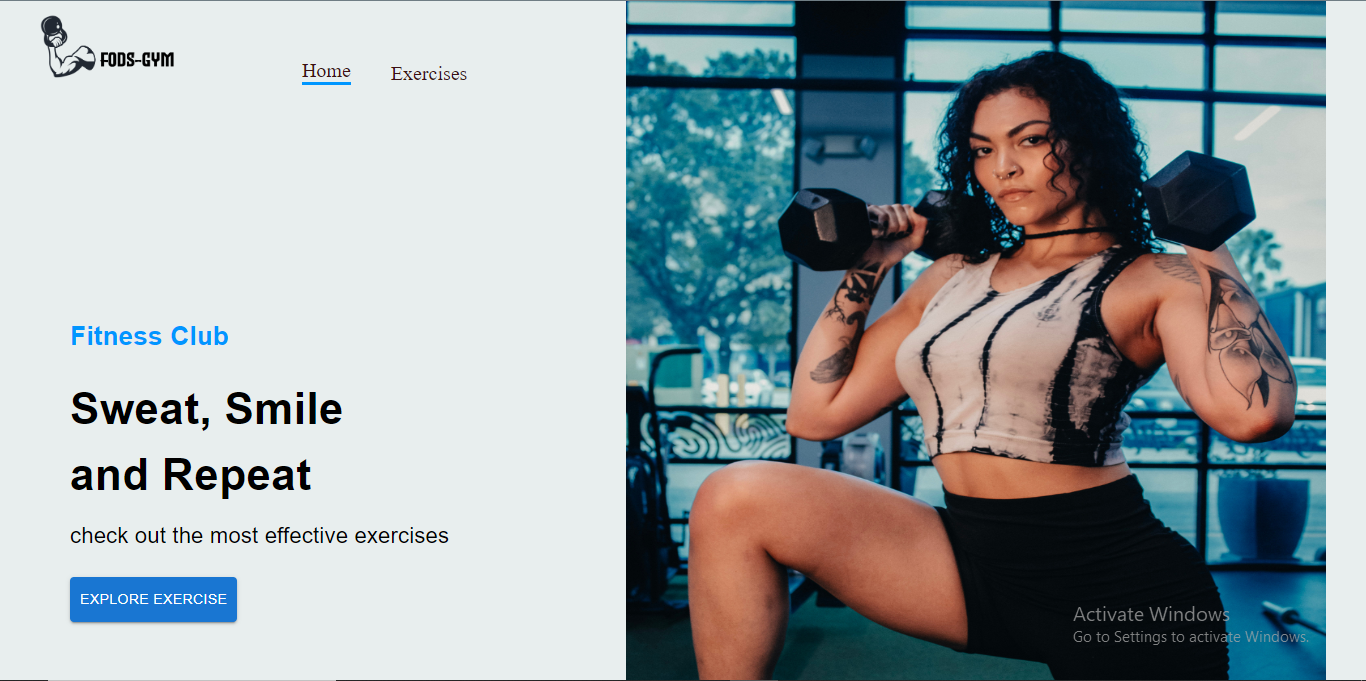 FODS-GYM
Home
Exercises
Fitness Club
Sweat, Smile
and Repeat
check out the most effective exercises
EXPLORE EXERCISE
Activate Windows
Go to Settings to activate Windows.